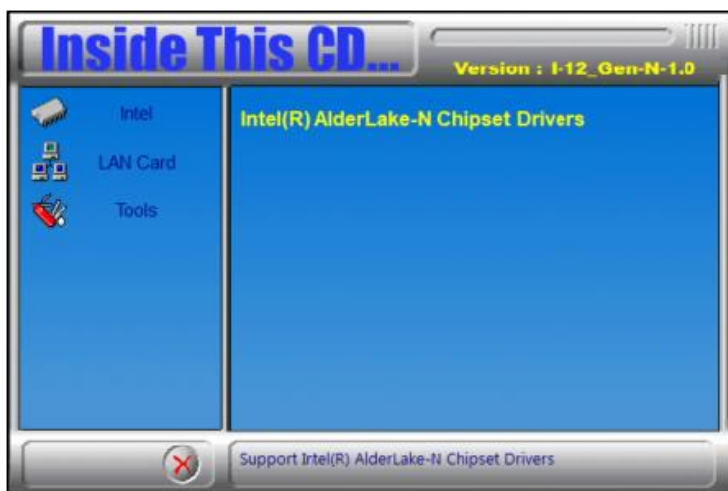 Inside This CD...
Version : I-12_Gen-N-1.0
Intel
LAN Card
Tools
Intel(R) AlderLake-N Chipset Drivers
Support Intel(R) AlderLake-N Chipset Drivers